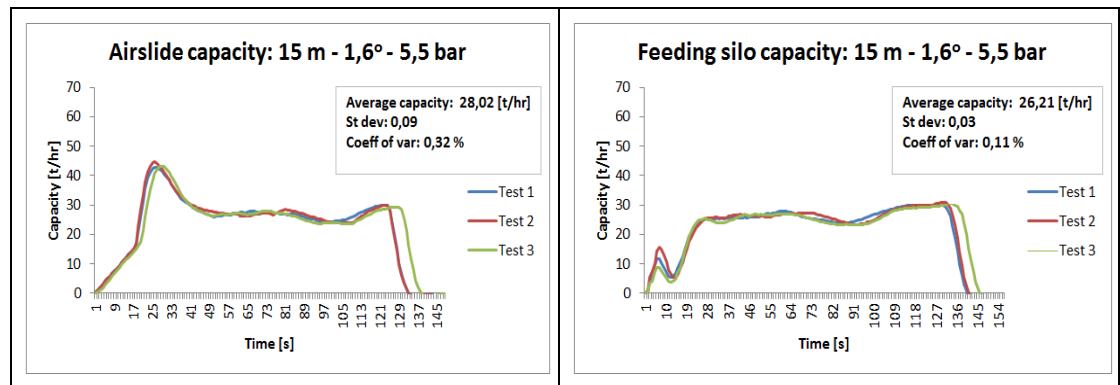 Airslide capacity: 15 m - 1,6º - 5,5 bar
70
60
50
40
30
20
10
0
Capacity [t/hr]
Average capacity: 28,02 [t/hr]
St dev: 0,09
Coeff of var: 0,32 %
Test 1
Test 2
Test 3
1 9 17 25 33 41 49 57 65 73 81 89 97 105 113 121 129 137 145
Time [s]
Feeding silo capacity: 15 m - 1,6º - 5,5 bar
70
60
50
40
30
20
10
0
Capacity [t/hr]
Average capacity: 26,21 [t/hr]
St dev: 0,03
Coeff of var: 0,11 %
Test 1
Test 2
Test 3
1 10 19 28 37 46 55 64 73 82 91 100 109 118 127 136 145 154
Time [s]